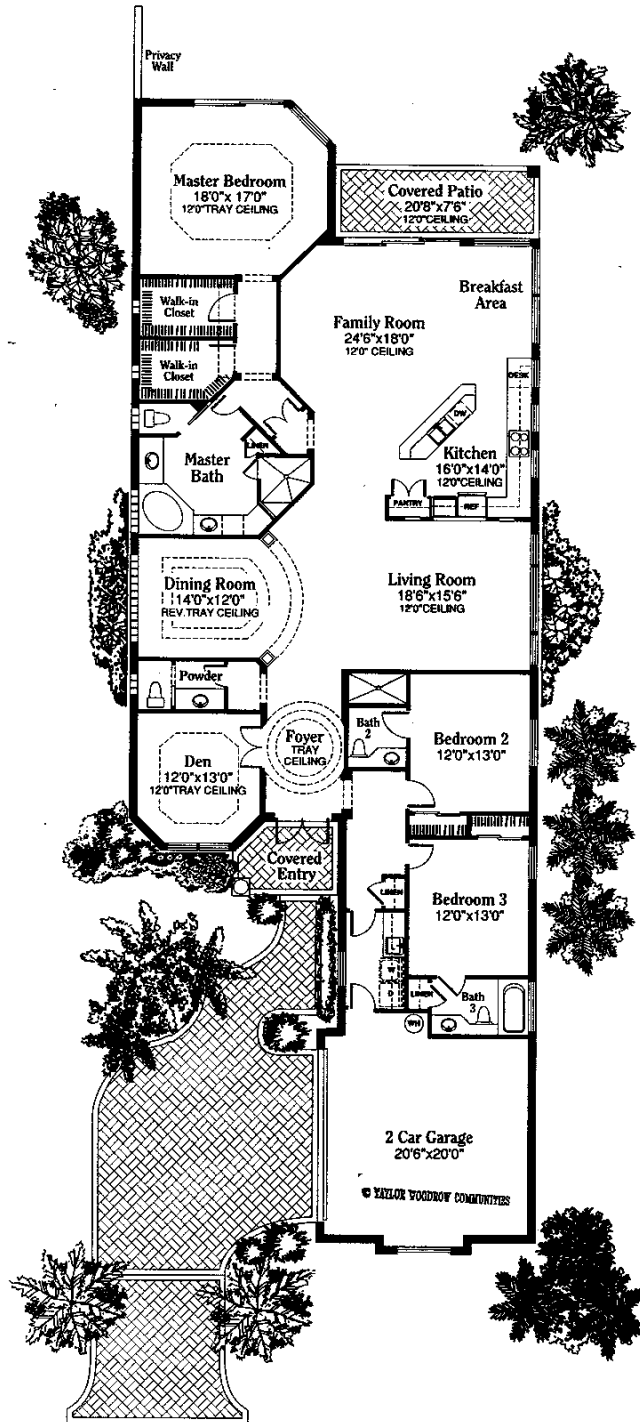 Privacy
Wall
Master Bedroom
18'0" x 17'0"
12'0"TRAY CEILING
Covered Patio
20'8"x7'6"
12'0"CEILING
Walk-in
Closet
Breakfast
Area
Family Room
24'6"x18'0"
12'0" CEILING
Walk-in
Closet
DESK
DW
LINEN
Master
Bath
Kitchen
16'0"x14'0"
12'0"CEILING
PANTRY
REF
Dining Room
14'0"x12'0"
REV.TRAY CEILING
Living Room
18'6"x15'6"
12'0"CEILING
Powder
Bath
2
Bedroom 2
12'0"x13'0"
Foyer
TRAY
CEILING
Den
12'0"x13'0"
12'0"TRAY CEILING
Covered
Entry
LINEN
Bedroom 3
12'0"x13'0"
W
D
LINEN
Bath
3
WH
2 Car Garage
20'6"x20'0"
© TAYLOR WOODROW COMMUNITIES